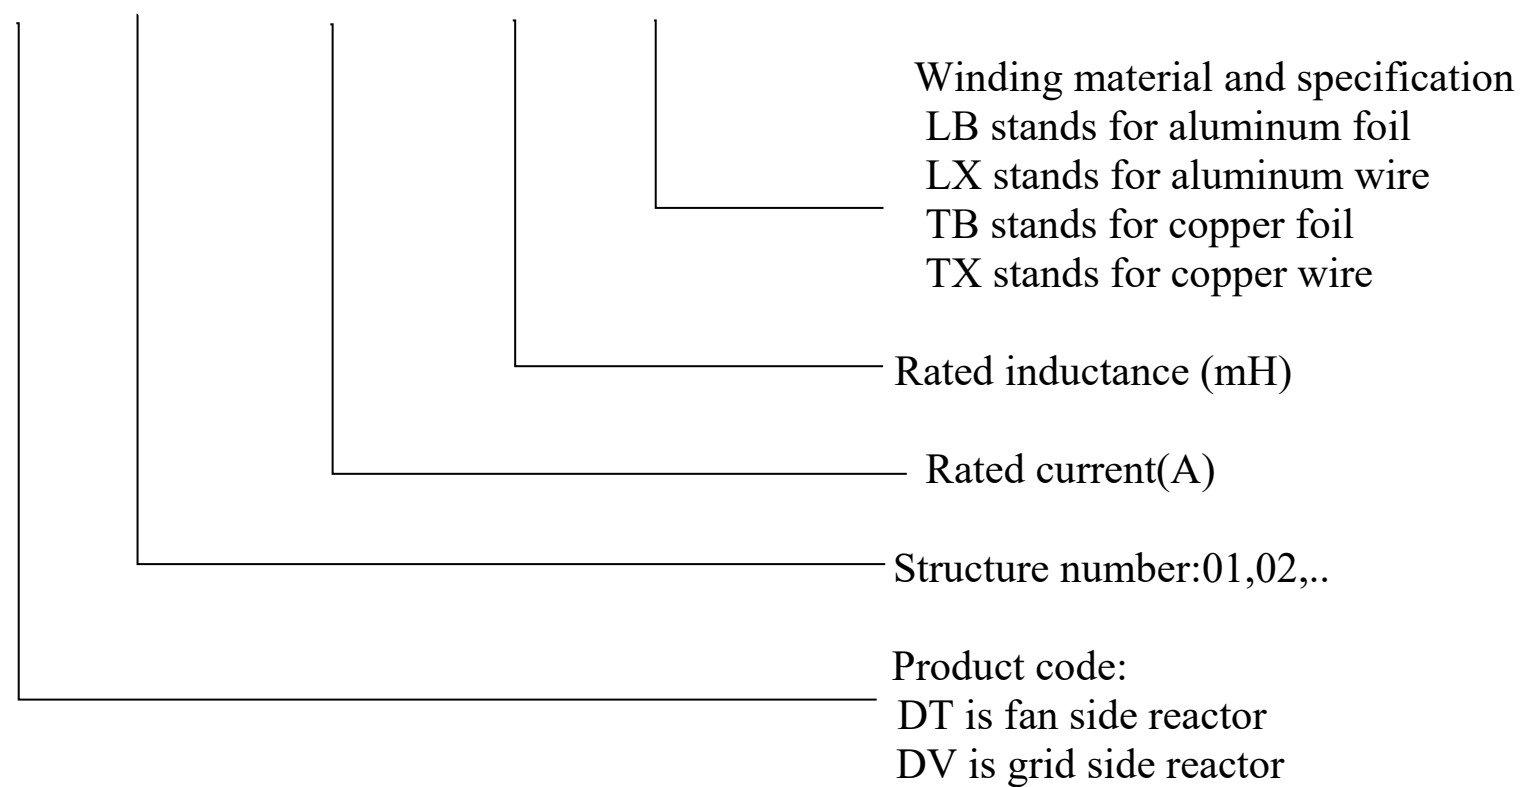 Winding material and specification
LB stands for aluminum foil
LX stands for aluminum wire
TB stands for copper foil
TX stands for copper wire
Rated inductance (mH)
Rated current(A)
Structure number:01,02,..
Product code:
DT is fan side reactor
DV is grid side reactor